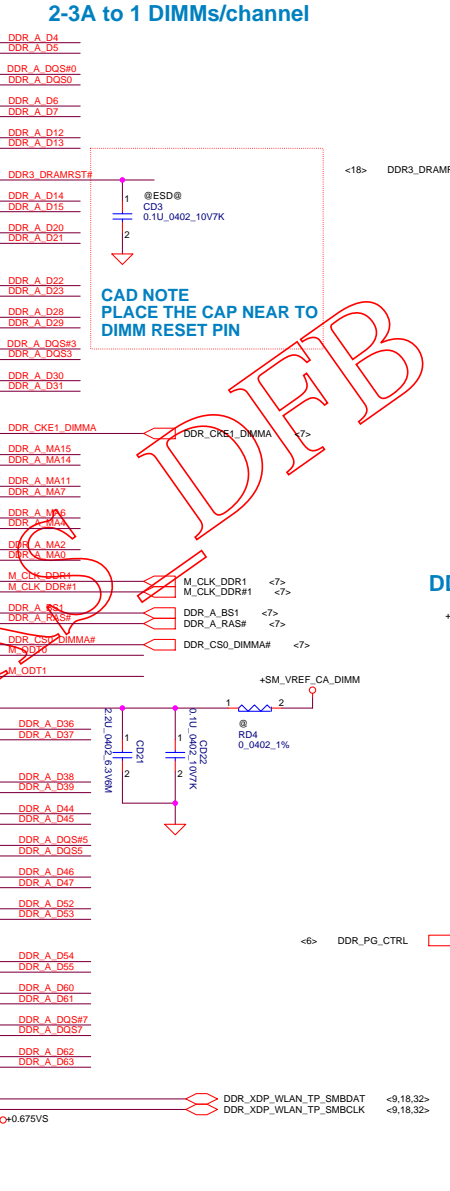 2-3A to 1 DIMMs/channel
DDR_A_D4
DDR_A_D5
DDR_A_DQS#0
DDR_A_DQS0
DDR_A_D6
DDR_A_D7
DDR_A_D12
DDR_A_D13
DDR3_DRAMRST#
<18> DDR3_DRAMR
1
@ESD@
CD3
0.1U_0402_10V7K
2
DDR_A_D14
DDR_A_D15
DDR_A_D20
DDR_A_D21
DDR_A_D22
DDR_A_D23
CAD NOTE
PLACE THE CAP NEAR TO
DIMM RESET PIN
DDR_A_D28
DDR_A_D29
DDR_A_DQS#3
DDR_A_DQS3
DDR_A_D30
DDR_A_D31
DFB
DDR_CKE1_DIMMA
DDR_CKE1_DIMMA <7>
DDR_A_MA15
DDR_A_MA14
DDR_A_MA11
DDR_A_MA7
DDR_A_MA6
DDR_A_MA4
DDR_A_MA2
DDR_A_MA0
M_CLK_DDR1
M_CLK_DDR#1
M_CLK_DDR1 <7>
M_CLK_DDR#1 <7>
DDR_A_BS1
DDR_A_RAS#
DDR_A_BS1 <7>
DDR_A_RAS# <7>
DDR_CS0_DIMMA#
DDR_CS0_DIMMA# <7>
M_ODT0
M_ODT1
+SM_VREF_CA_DIMM
1 2
@
RD4
0_0402_1%
2.2U_0402_6.3V6M
1
CD21
2
0.1U_0402_10V7K
1
CD22
2
DDR_A_D36
DDR_A_D37
DDR_A_D38
DDR_A_D39
DDR_A_D44
DDR_A_D45
DDR_A_DQS#5
DDR_A_DQS5
DDR_A_D46
DDR_A_D47
DDR_A_D52
DDR_A_D53
<6> DDR_PG_CTRL
DDR_A_D54
DDR_A_D55
DDR_A_D60
DDR_A_D61
DDR_A_DQS#7
DDR_A_DQS7
DDR_A_D62
DDR_A_D63
DDR_XDP_WLAN_TP_SMBDAT <9,18,32>
DDR_XDP_WLAN_TP_SMBCLK <9,18,32>
+0.675VS